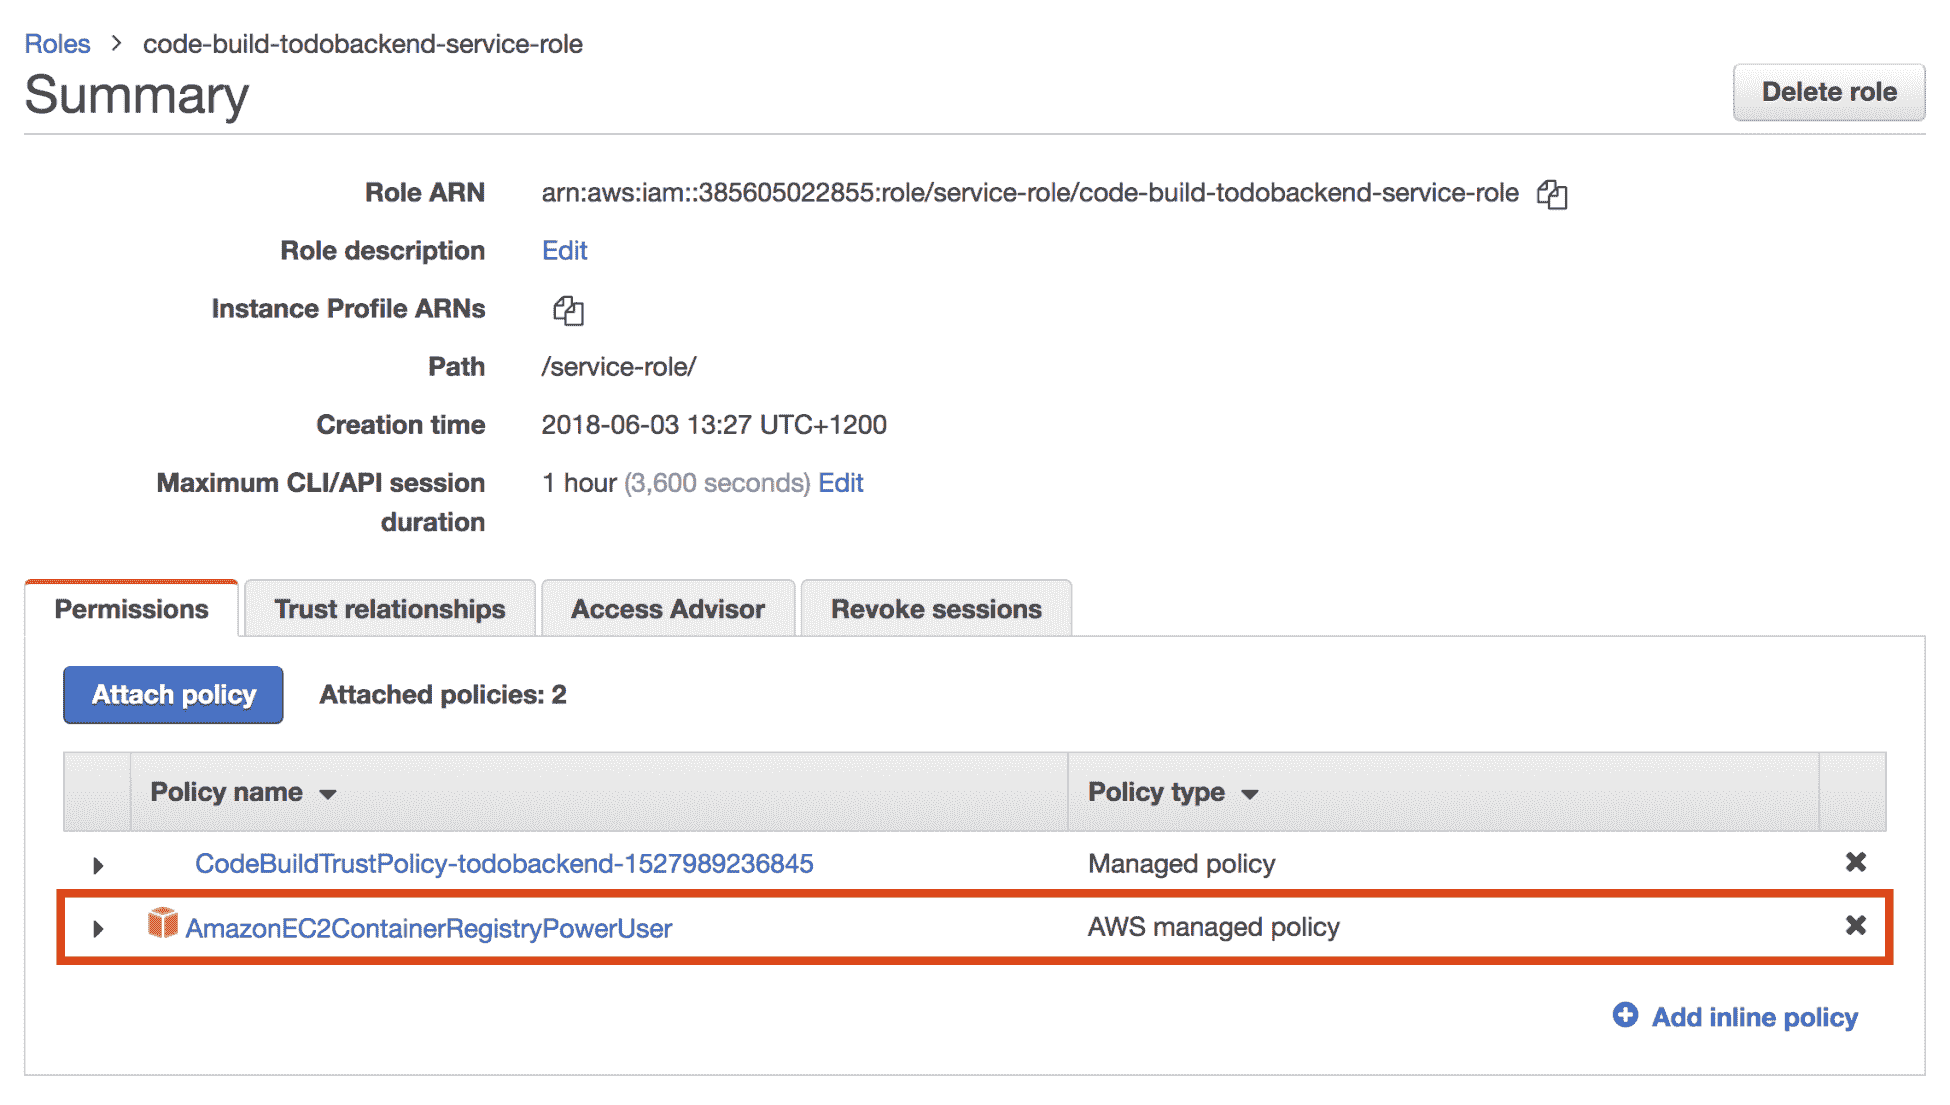 Roles > code-build-todobackend-service-role
Summary
Delete role
Role ARN arn:aws:iam::385605022855:role/service-role/code-build-todobackend-service-role
Role description Edit
Instance Profile ARNs
Path /service-role/
Creation time 2018-06-03 13:27 UTC+1200
Maximum CLI/API session duration 1 hour (3,600 seconds) Edit
Permissions Trust relationships Access Advisor Revoke sessions
Attach policy Attached policies: 2
Policy name Policy type
CodeBuildTrustPolicy-todobackend-1527989236845 Managed policy
AmazonEC2ContainerRegistryPowerUser AWS managed policy
Add inline policy